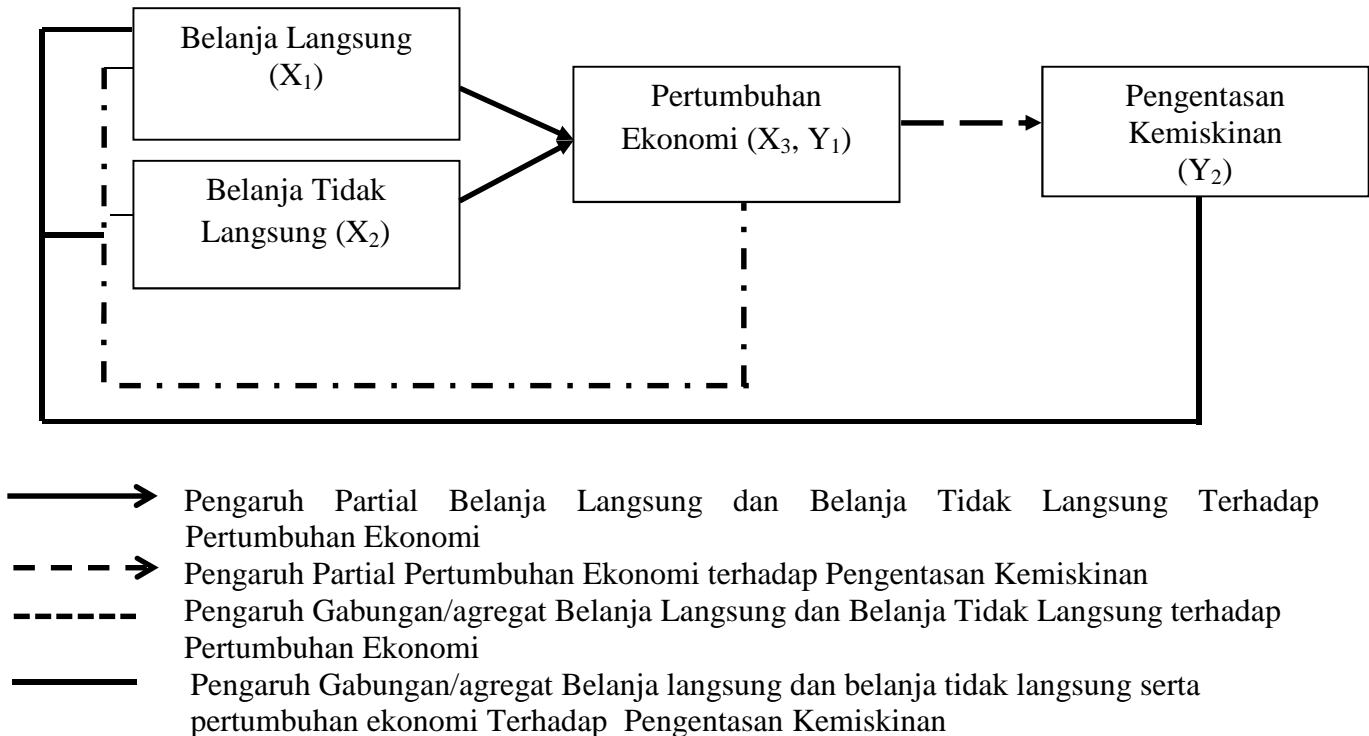 Belanja Langsung
(X₁)
Belanja Tidak
Langsung (X₂)
Pertumbuhan
Ekonomi (X₃, Y₁)
Pengentasan
Kemiskinan
(Y₂)
Pengaruh Partial Belanja Langsung dan Belanja Tidak Langsung Terhadap
Pertumbuhan Ekonomi
Pengaruh Partial Pertumbuhan Ekonomi terhadap Pengentasan Kemiskinan
Pengaruh Gabungan/agregat Belanja Langsung dan Belanja Tidak Langsung terhadap
Pertumbuhan Ekonomi
Pengaruh Gabungan/agregat Belanja langsung dan belanja tidak langsung serta
pertumbuhan ekonomi Terhadap Pengentasan Kemiskinan